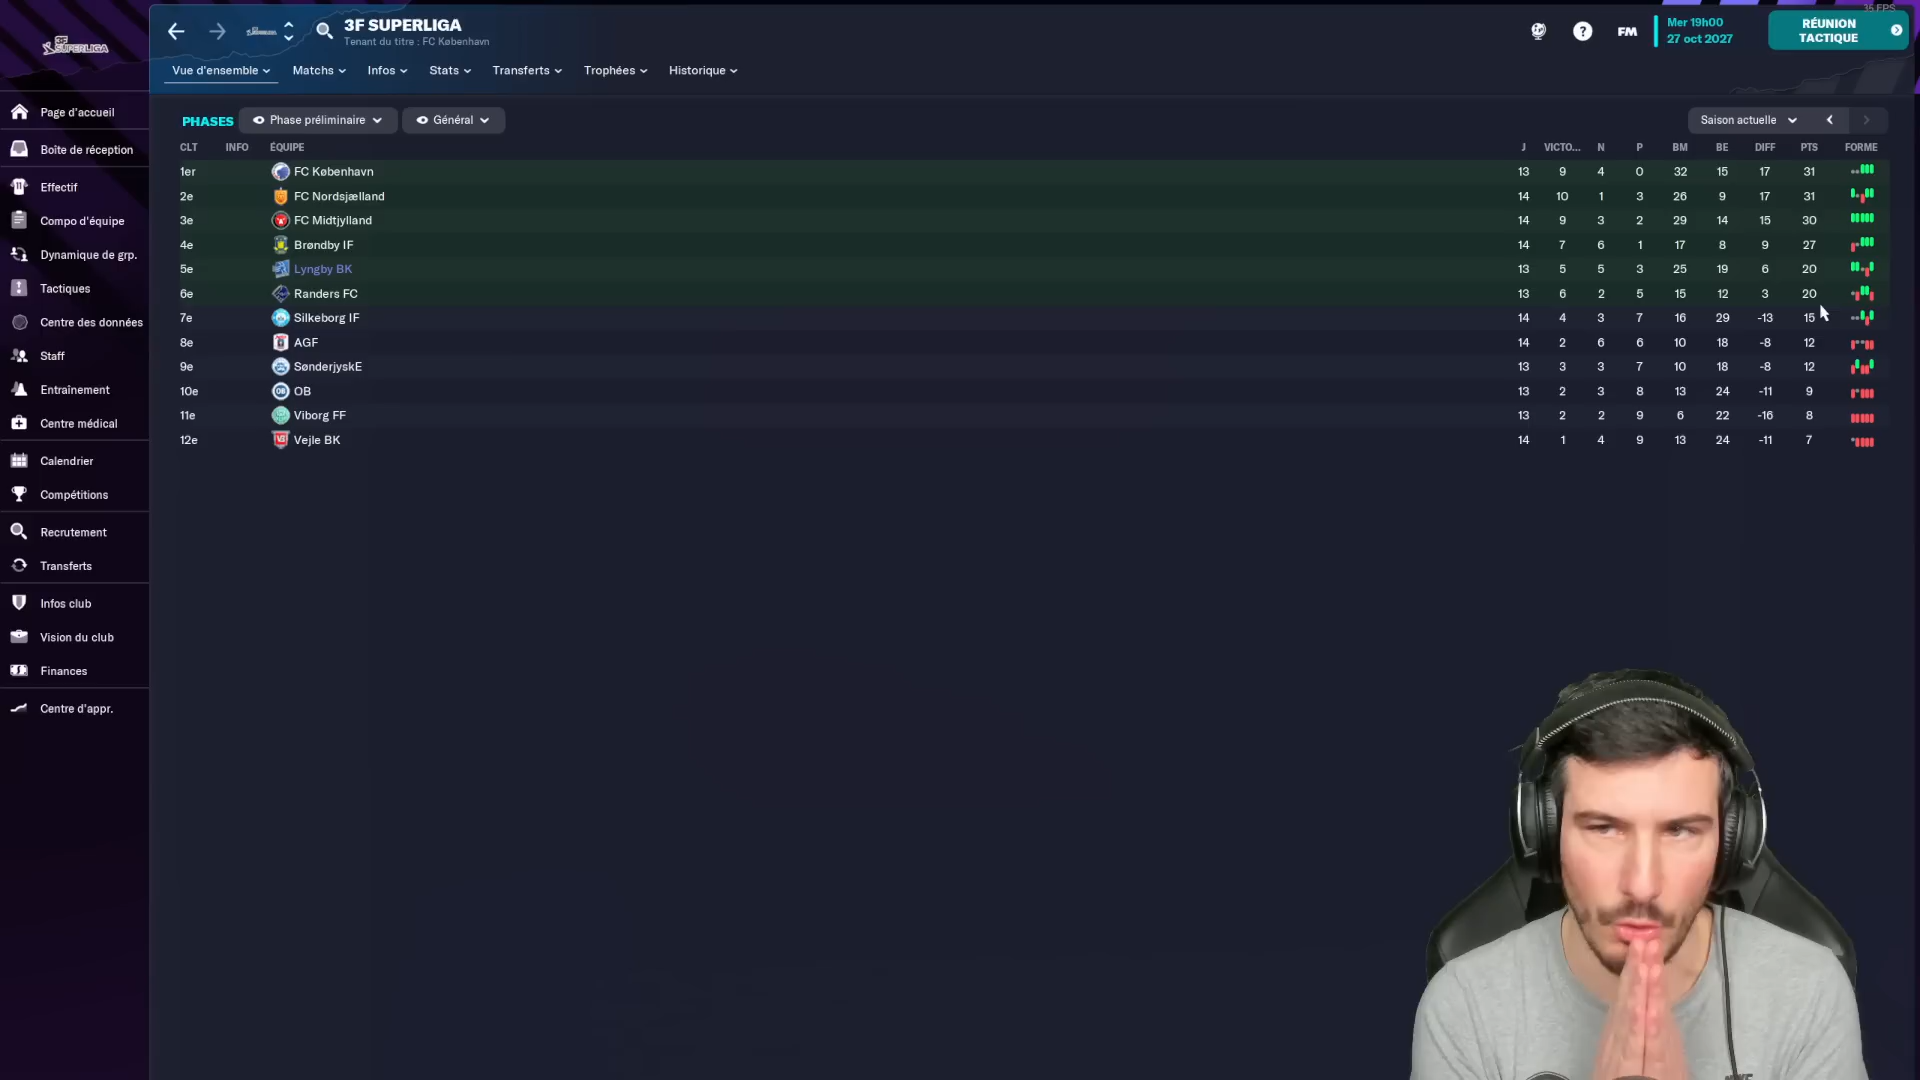 35 FPS
3F SUPERLIGA
Tenant du titre : FC København
FM
Mer 19h00
27 oct 2027
RÉUNION TACTIQUE
3F SUPERLIGA
Vue d'ensemble
Matchs
Infos
Stats
Transferts
Trophées
Historique
Page d'accueil
Boîte de réception
Effectif
Compo d'équipe
Dynamique de grp.
Tactiques
Centre des données
Staff
Entraînement
Centre médical
Calendrier
Compétitions
Recrutement
Transferts
Infos club
Vision du club
Finances
Centre d'appr.
PHASES Phase préliminaire Général Saison actuelle
CLT INFO ÉQUIPE J VICTO... N P BM BE DIFF PTS FORME
1er FC København 13 9 4 0 32 15 17 31
2e FC Nordsjælland 14 10 1 3 26 9 17 31
3e FC Midtjylland 14 9 3 2 29 14 15 30
4e Brøndby IF 14 7 6 1 17 8 9 27
5e Lyngby BK 13 5 5 3 25 19 6 20
6e Randers FC 13 6 2 5 15 12 3 20
7e Silkeborg IF 14 4 3 7 16 29 -13 15
8e AGF 14 2 6 6 10 18 -8 12
9e SønderjyskE 13 3 3 7 10 18 -8 12
10e OB 13 2 3 8 13 24 -11 9
11e Viborg FF 13 2 2 9 6 22 -16 8
12e Vejle BK 14 1 4 9 13 24 -11 7